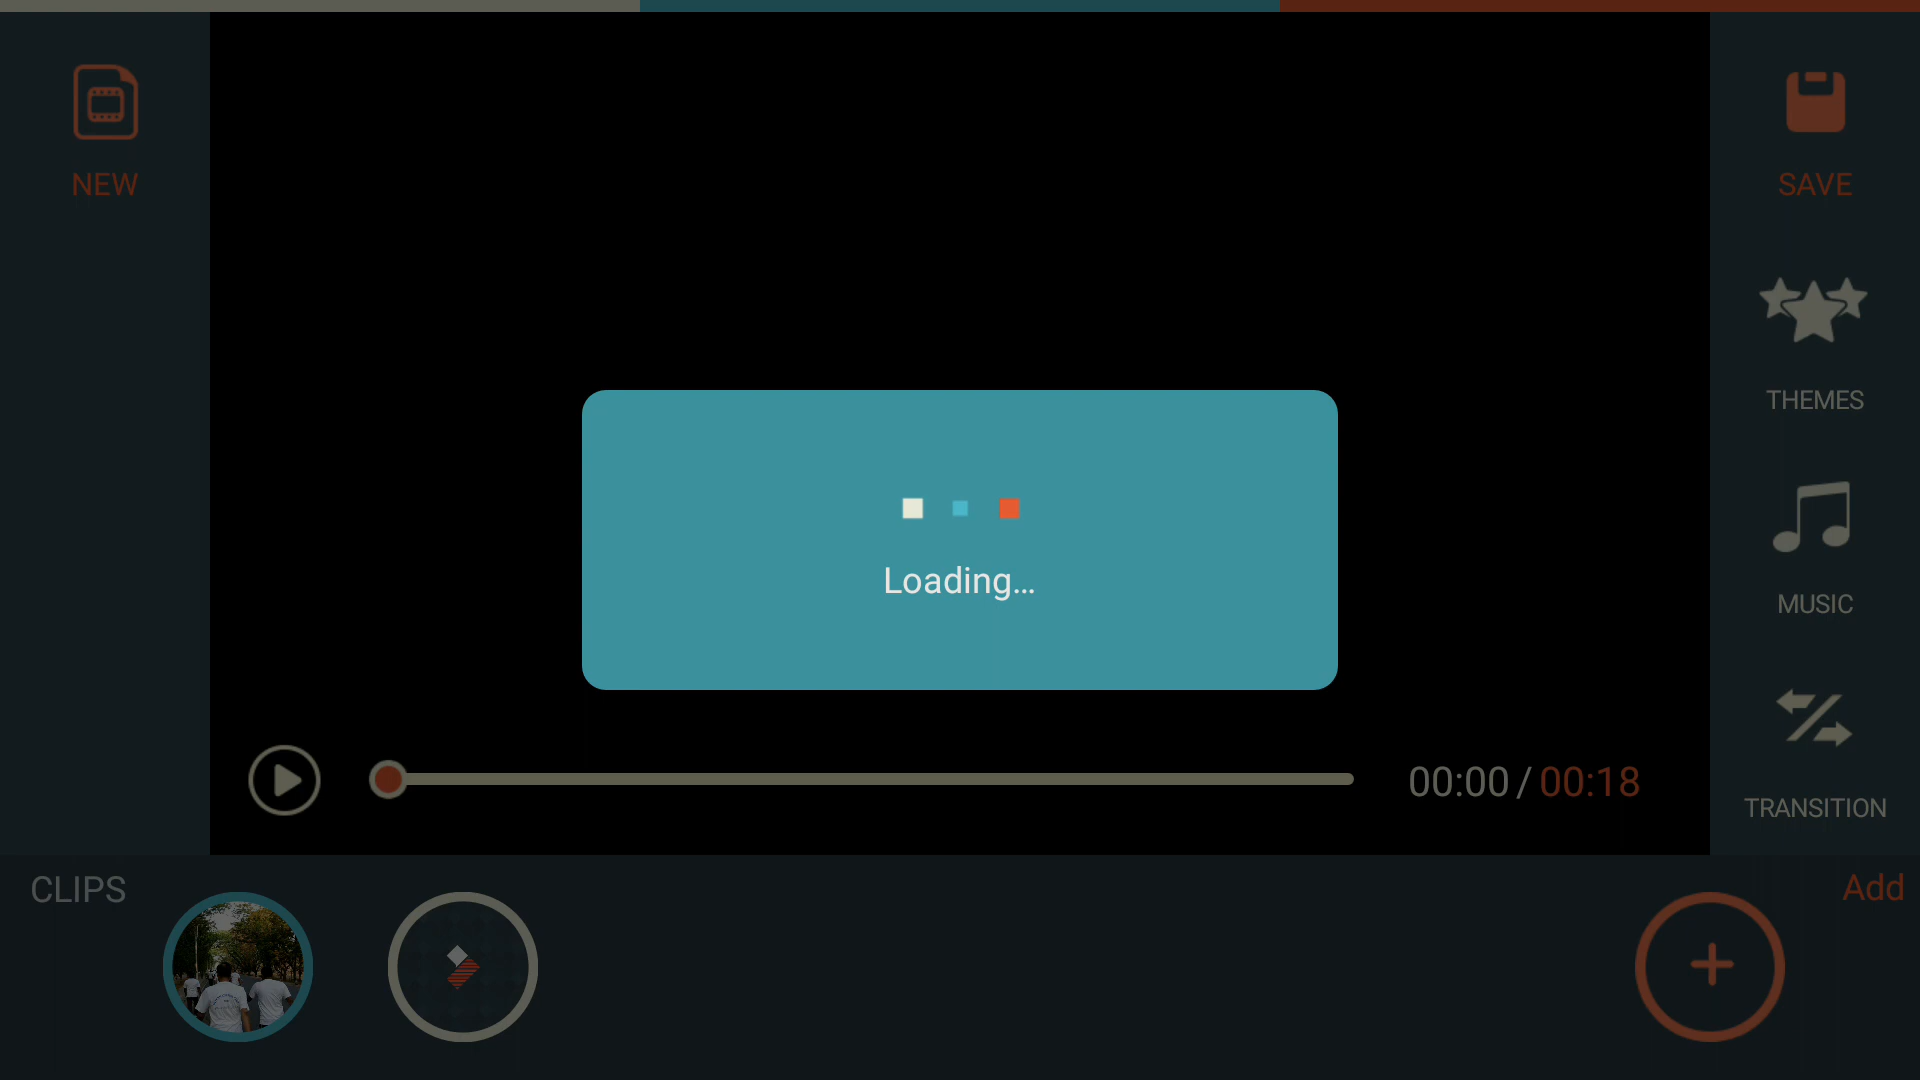 NEW
SAVE
THEMES
MUSIC
TRANSITION
Loading...
00:00 / 00:18
CLIPS
Add